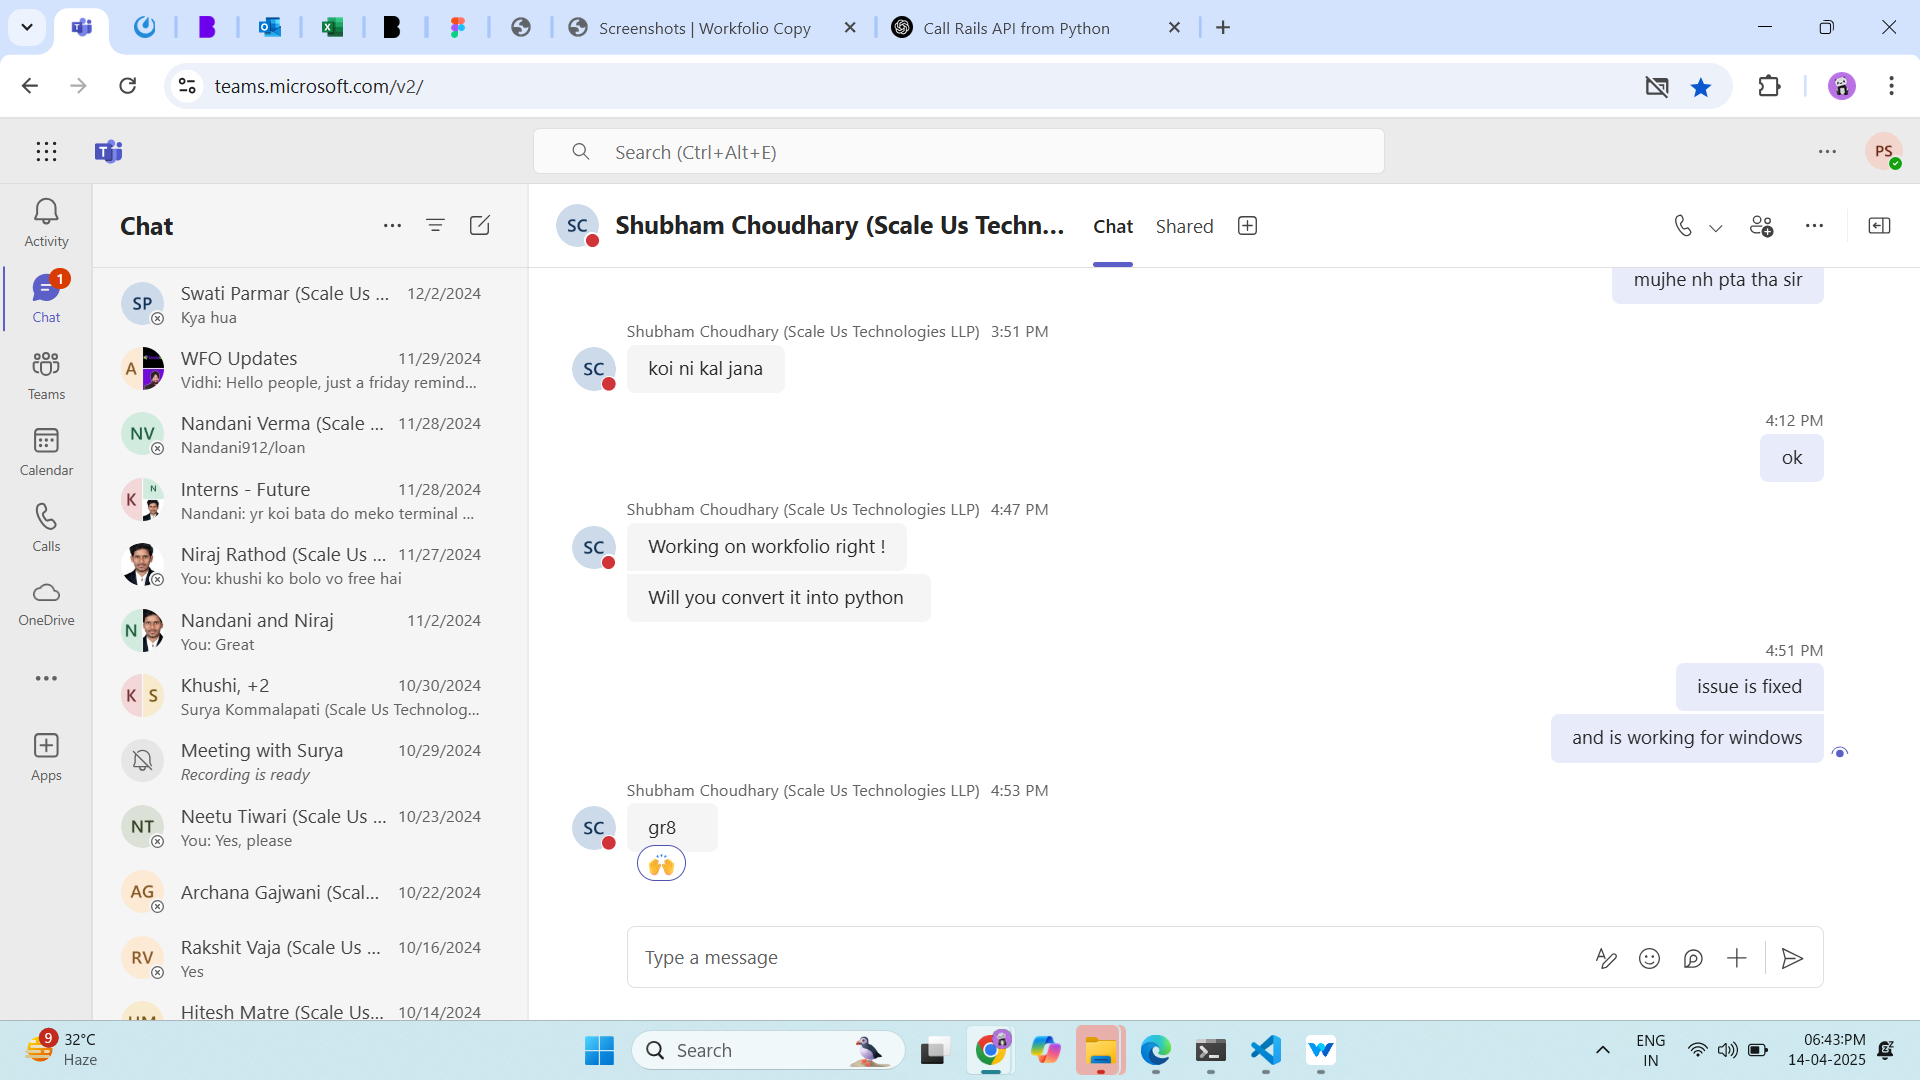 Screenshots | Workfolio Copy
Call Rails API from Python
teams.microsoft.com/v2/
Search (Ctrl+Alt+E)
PS
Activity
1
Chat
Teams
Calendar
Calls
OneDrive
Apps
Chat
SP
Swati Parmar (Scale Us ...
12/2/2024
Kya hua
A
WFO Updates
11/29/2024
Vidhi: Hello people, just a friday remind...
NV
Nandani Verma (Scale ...
11/28/2024
Nandani912/loan
K
N
Interns - Future
11/28/2024
Nandani: yr koi bata do meko terminal ...
Niraj Rathod (Scale Us ...
11/27/2024
You: khushi ko bolo vo free hai
N
Nandani and Niraj
11/2/2024
You: Great
K S
Khushi, +2
10/30/2024
Surya Kommalapati (Scale Us Technolog...
Meeting with Surya
10/29/2024
Recording is ready
NT
Neetu Tiwari (Scale Us ...
10/23/2024
You: Yes, please
AG
Archana Gajwani (Scal...
10/22/2024
RV
Rakshit Vaja (Scale Us ...
10/16/2024
Yes
HM
Hitesh Matre (Scale Us...
10/14/2024
SC
Shubham Choudhary (Scale Us Techn...
Chat
Shared
mujhe nh pta tha sir
Shubham Choudhary (Scale Us Technologies LLP) 3:51 PM
SC
koi ni kal jana
4:12 PM
ok
Shubham Choudhary (Scale Us Technologies LLP) 4:47 PM
SC
Working on workfolio right !
Will you convert it into python
4:51 PM
issue is fixed
and is working for windows
Shubham Choudhary (Scale Us Technologies LLP) 4:53 PM
SC
gr8
Type a message
9
32°C
Haze
Search
ENG
IN
06:43:PM
14-04-2025